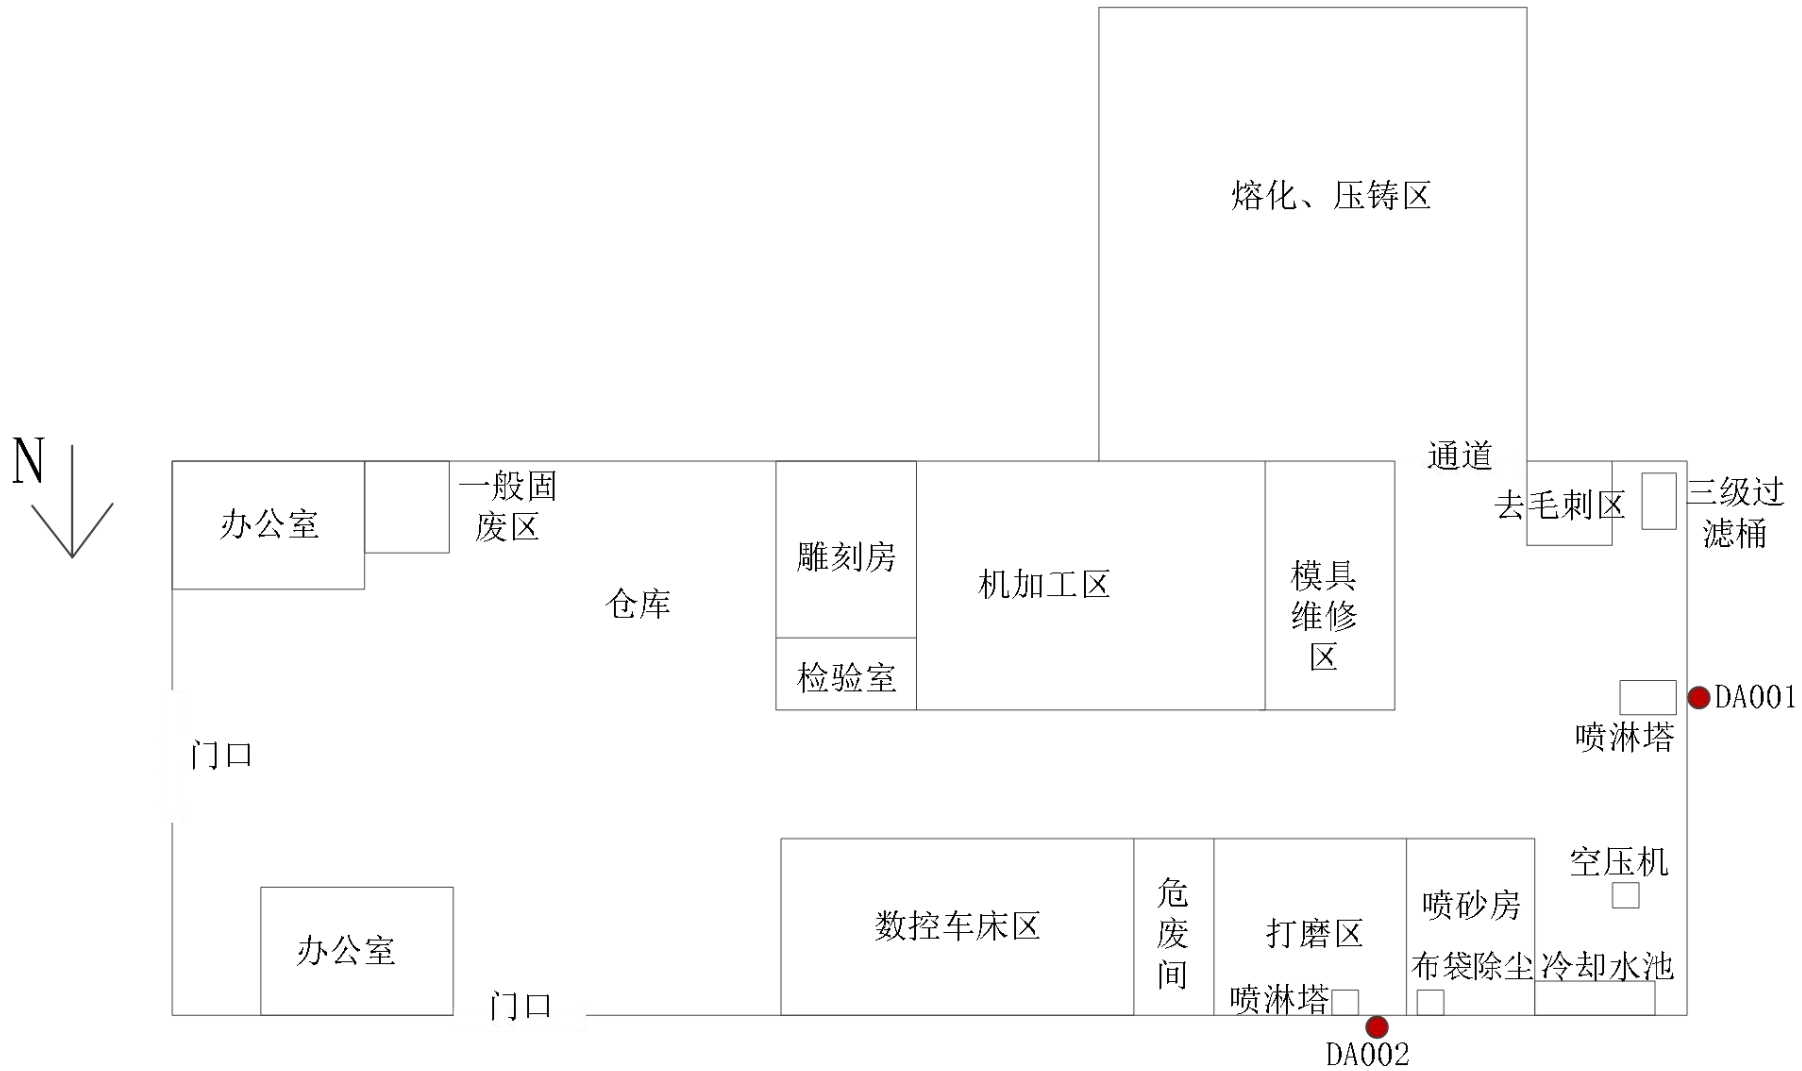 熔化、压铸区
N
通道
办公室
一般固
废区
去毛刺区
三级过
滤桶
雕刻房
机加工区
模具
维修
区
仓库
检验室
DA001
喷淋塔
门口
空压机
数控车床区
危
废
间
打磨区
喷砂房
办公室
布袋除尘
冷却水池
门口
喷淋塔
DA002